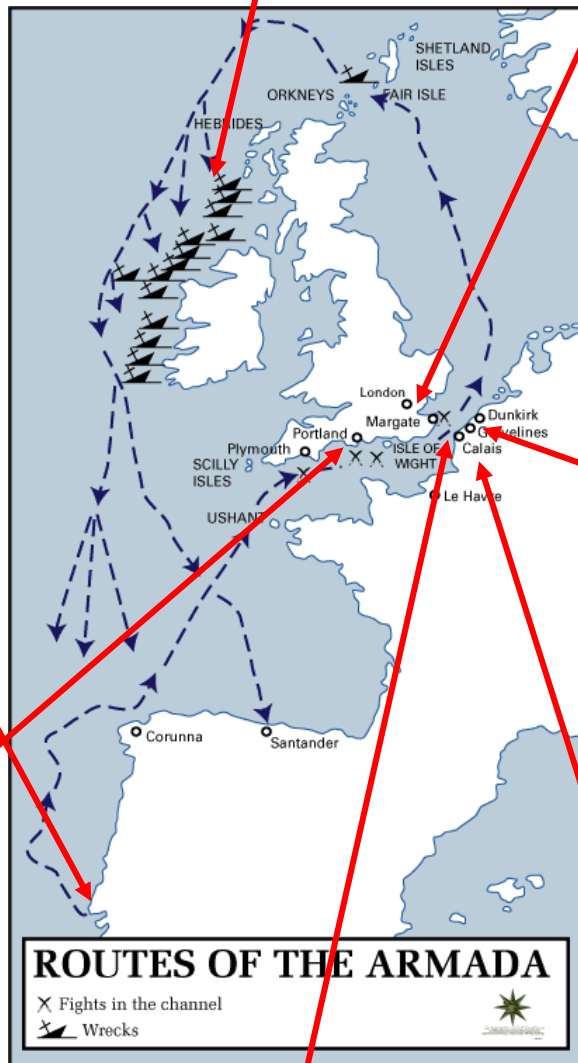 SHETLAND
ISLES
ORKNEYS
FAIR ISLE
HEBRIDES
London
Margate
Dunkirk
Gravelines
Portland
Calais
Plymouth
ISLE OF
WIGHT
SCILLY
ISLES
Le Havre
USHANT
Corunna
Santander
ROUTES OF THE ARMADA
Fights in the channel
Wrecks